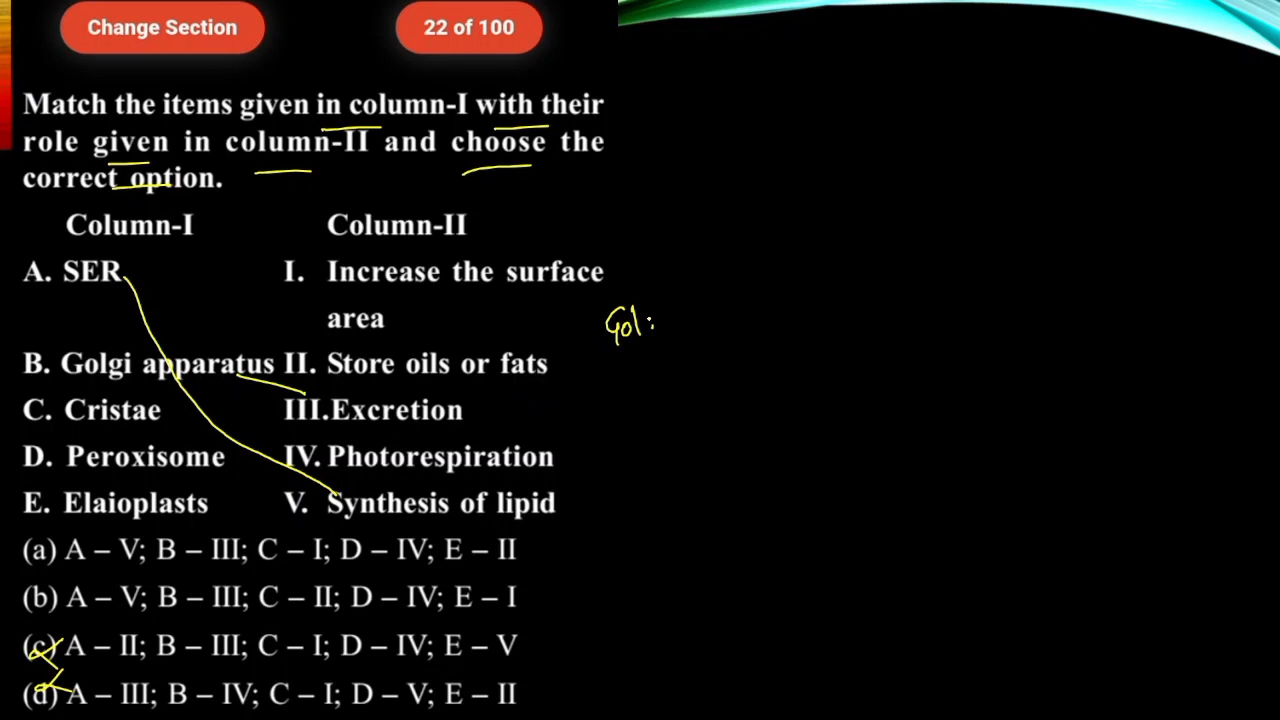 Change Section
22 of 100
Match the items given in column-I with their
role given in column-II and choose the
correct option.
Column-I Column-II
A. SER I. Increase the surface
area
B. Golgi apparatus II. Store oils or fats
C. Cristae III.Excretion
D. Peroxisome IV. Photorespiration
E. Elaioplasts V. Synthesis of lipid
(a) A – V; B – III; C – I; D – IV; E – II
(b) A – V; B – III; C – II; D – IV; E – I
(c) A – II; B – III; C – I; D – IV; E – V
(d) A – III; B – IV; C – I; D – V; E – II
Gol: